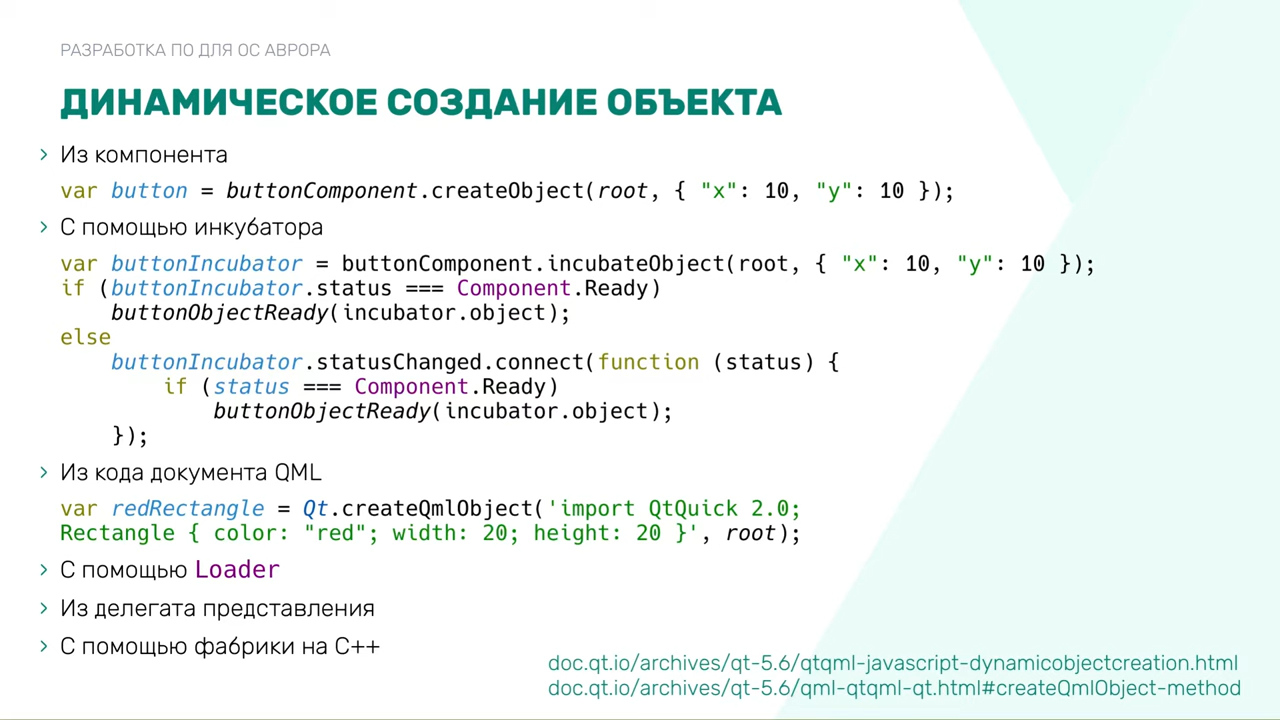 РАЗРАБОТКА ПО ДЛЯ ОС АВРОРА
ДИНАМИЧЕСКОЕ СОЗДАНИЕ ОБЪЕКТА
› Из компонента
var button = buttonComponent.createObject(root, { "x": 10, "y": 10 });
› С помощью инкубатора
var buttonIncubator = buttonComponent.incubateObject(root, { "x": 10, "y": 10 });
if (buttonIncubator.status === Component.Ready)
    buttonObjectReady(incubator.object);
else
    buttonIncubator.statusChanged.connect(function (status) {
        if (status === Component.Ready)
            buttonObjectReady(incubator.object);
    });
› Из кода документа QML
var redRectangle = Qt.createQmlObject('import QtQuick 2.0;
Rectangle { color: "red"; width: 20; height: 20 }', root);
› С помощью Loader
› Из делегата представления
› С помощью фабрики на C++
doc.qt.io/archives/qt-5.6/qtqml-javascript-dynamicobjectcreation.html
doc.qt.io/archives/qt-5.6/qml-qtqml-qt.html#createQmlObject-method